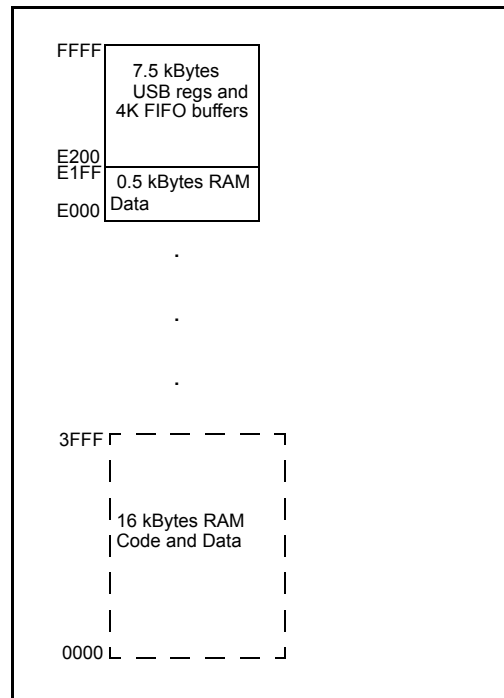 FFFF
7.5 kBytes
USB regs and
4K FIFO buffers
E200
E1FF
0.5 kBytes RAM
Data
E000
.
.
.
3FFF
16 kBytes RAM
Code and Data
0000